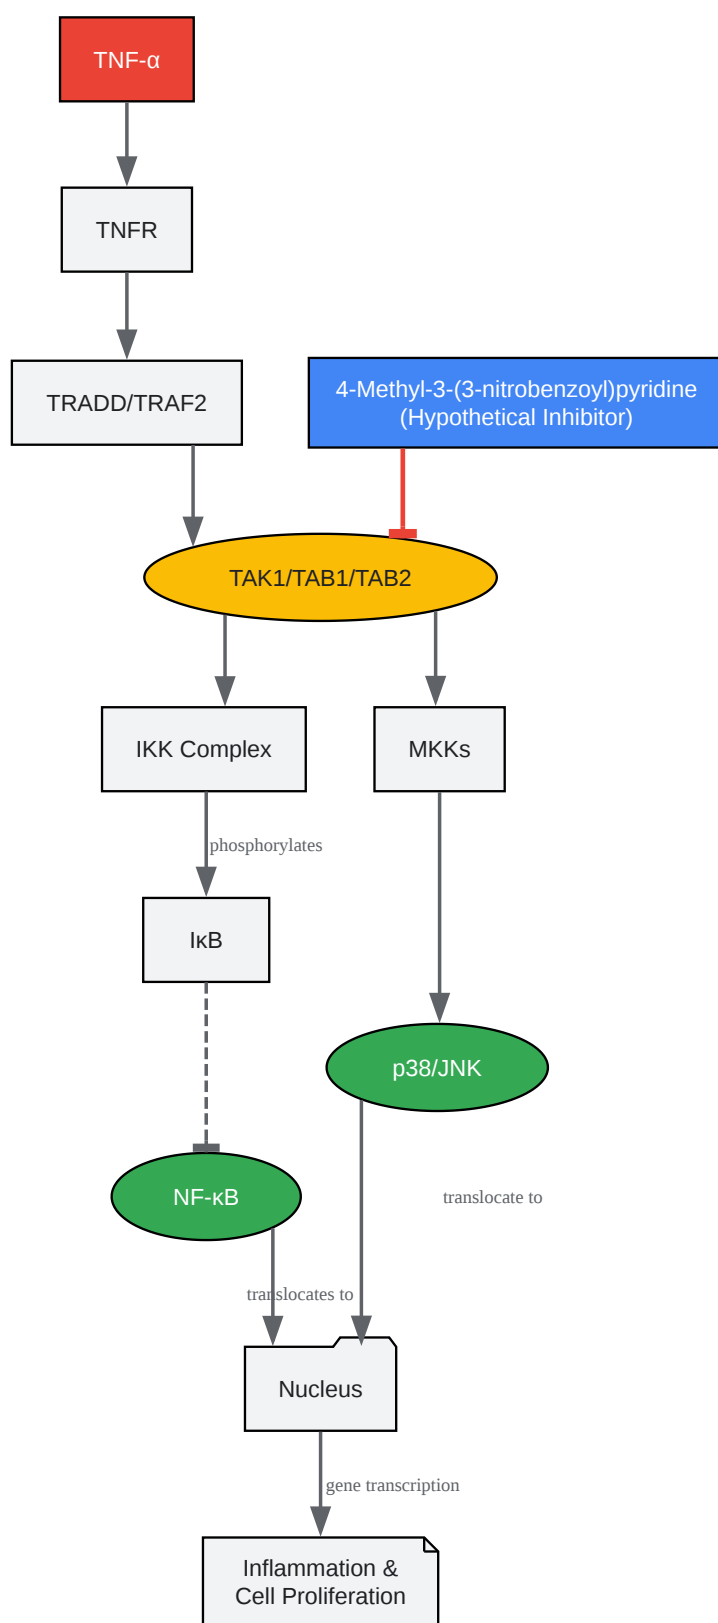 TNF-α
TNFR
TRADD/TRAF2
4-Methyl-3-(3-nitrobenzoyl)pyridine
(Hypothetical Inhibitor)
TAK1/TAB1/TAB2
IKK Complex
MKKs
phosphorylates
IκB
p38/JNK
NF-κB
translocate to
translocates to
Nucleus
gene transcription
Inflammation &
Cell Proliferation